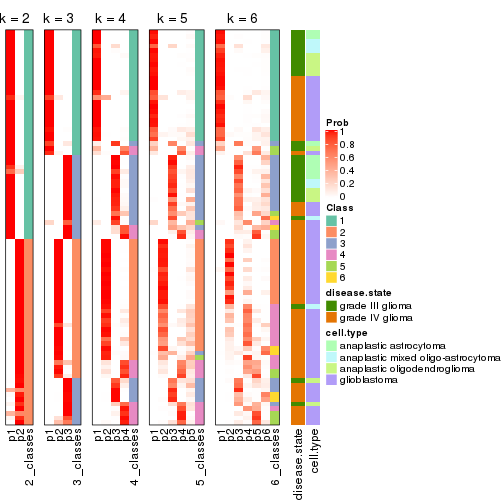 k = 2 k = 3 k = 4 k = 5 k = 6
Prob
1
0.8
0.6
0.4
0.2
0
Class
1
2
3
4
5
6
disease.state
grade III glioma
grade IV glioma
cell.type
anaplastic astrocytoma
anaplastic mixed oligo-astrocytoma
anaplastic oligodendroglioma
glioblastoma
p1
p2
2_classes
p1
p2
p3
3_classes
p1
p2
p3
p4
4_classes
p1
p2
p3
p4
p5
5_classes
p1
p2
p3
p4
p5
p6
6_classes
disease.state
cell.type